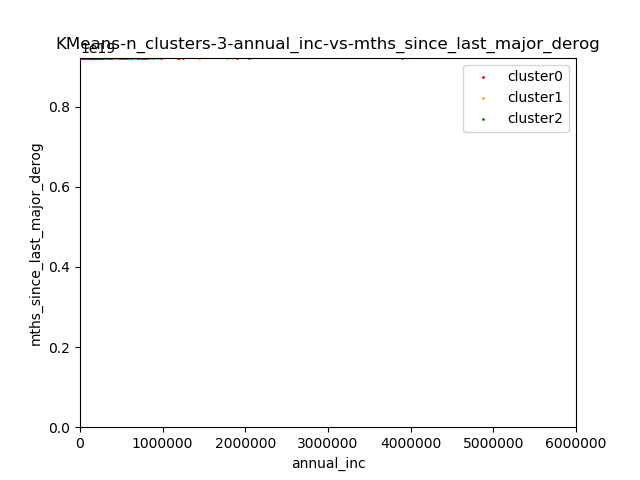 KMeans-n_clusters-3-annual_inc-vs-mths_since_last_major_derog
1e19
cluster0
cluster1
cluster2
0.8
0.6
0.4
0.2
0.0
mths_since_last_major_derog
0 1000000 2000000 3000000 4000000 5000000 6000000
annual_inc